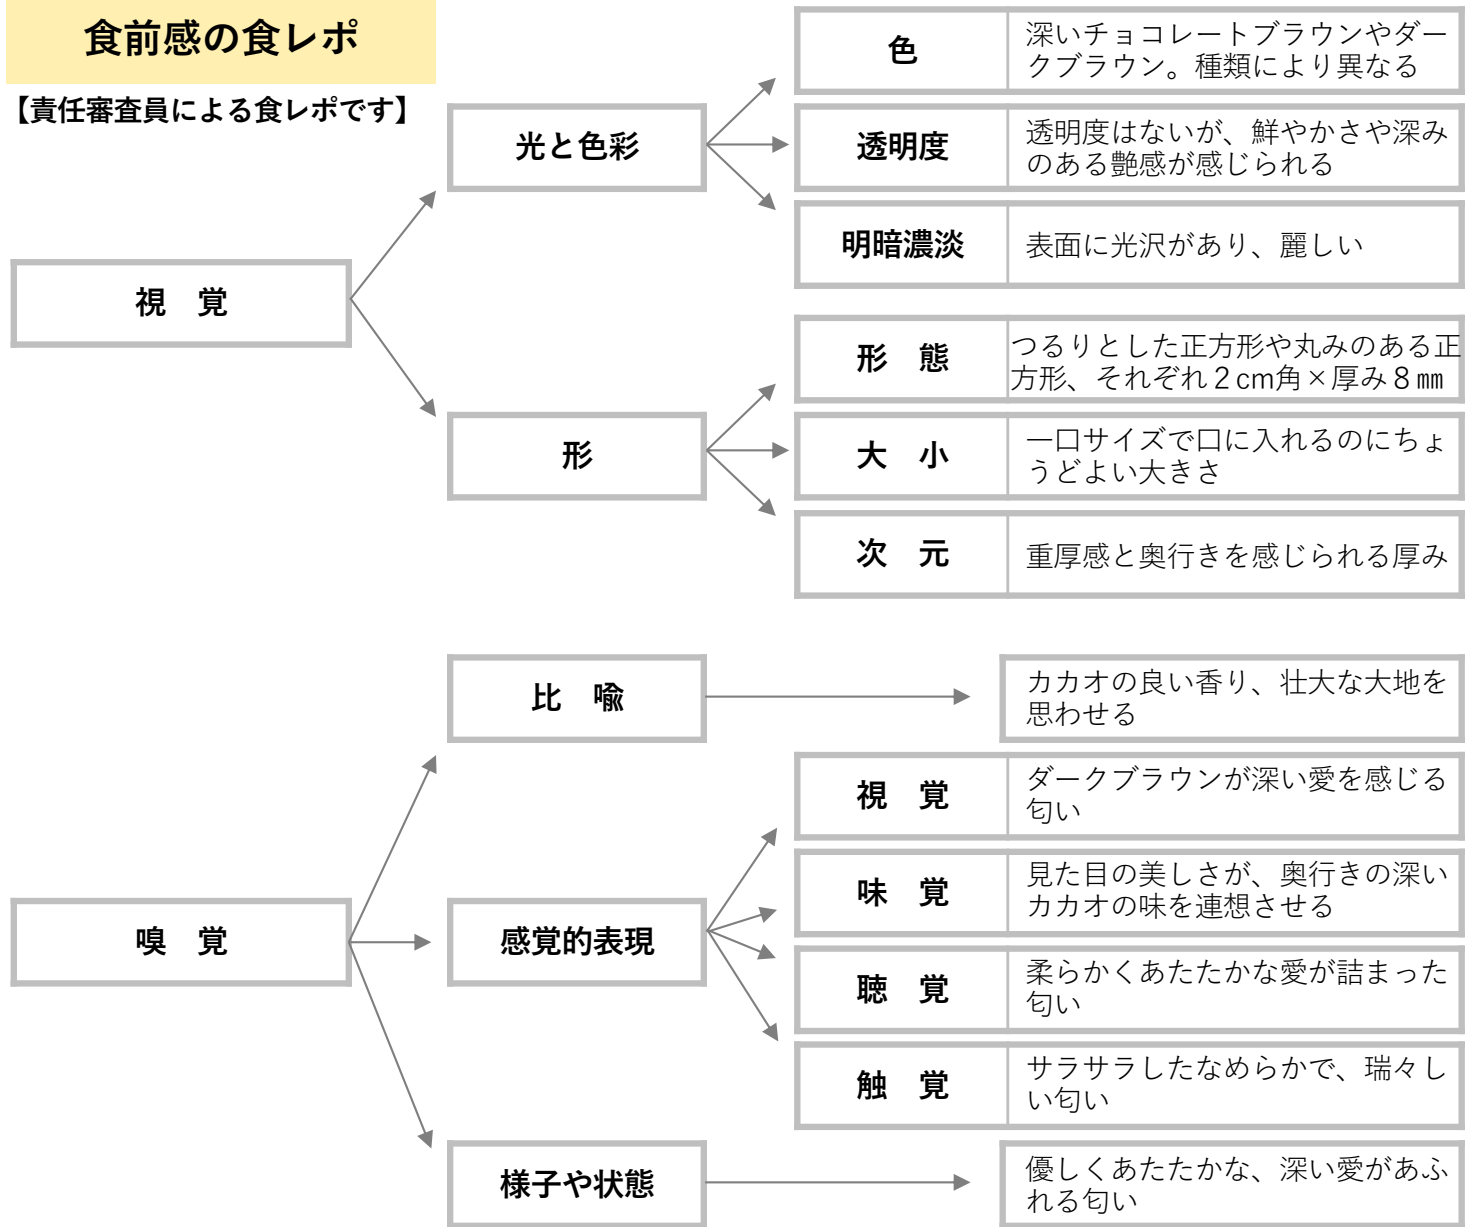 食前感の食レポ
【責任審査員による食レポです】
視　覚
光と色彩
色
深いチョコレートブラウンやダー
クブラウン。種類により異なる
透明度
透明度はないが、鮮やかさや深み
のある艶感が感じられる
明暗濃淡
表面に光沢があり、麗しい
形
形　態
つるりとした正方形や丸みのある正
方形、それぞれ２cm角×厚み８㎜
大　小
一口サイズで口に入れるのにちょ
うどよい大きさ
次　元
重厚感と奥行きを感じられる厚み
嗅　覚
比　喩
カカオの良い香り、壮大な大地を
思わせる
感覚的表現
視　覚
ダークブラウンが深い愛を感じる
匂い
味　覚
見た目の美しさが、奥行きの深い
カカオの味を連想させる
聴　覚
柔らかくあたたかな愛が詰まった
匂い
触　覚
サラサラしたなめらかで、瑞々し
い匂い
様子や状態
優しくあたたかな、深い愛があふ
れる匂い